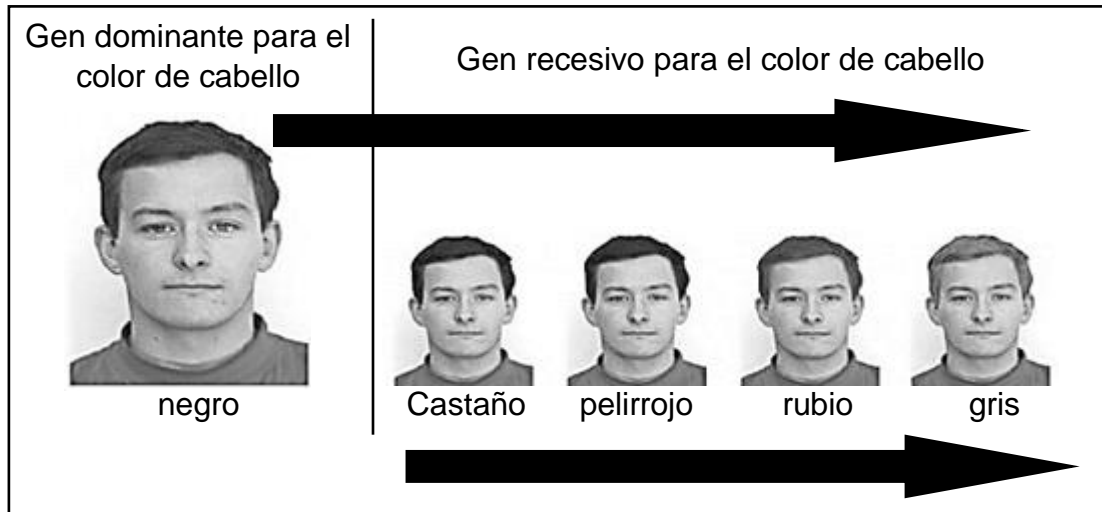 Gen dominante para el
color de cabello
Gen recesivo para el color de cabello
negro
Castaño
pelirrojo
rubio
gris